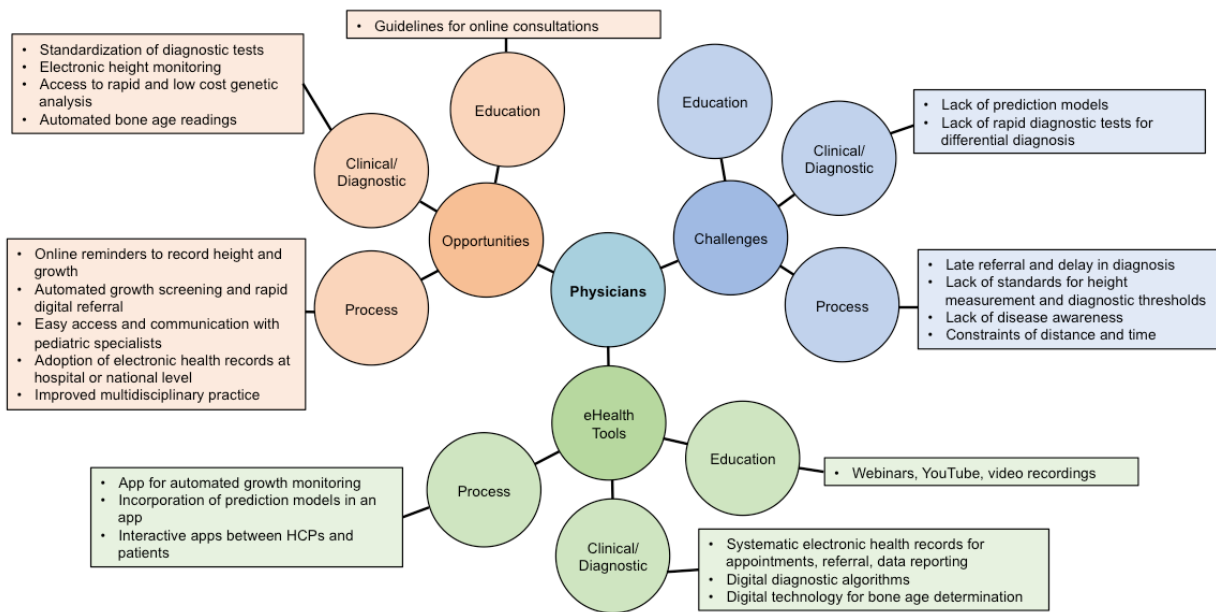 • Guidelines for online consultations
• Standardization of diagnostic tests
• Electronic height monitoring
• Access to rapid and low cost genetic
analysis
• Automated bone age readings
Education
Clinical/
Diagnostic
Opportunities
• Online reminders to record height and
growth
• Automated growth screening and rapid
digital referral
• Easy access and communication with
pediatric specialists
• Adoption of electronic health records at
hospital or national level
• Improved multidisciplinary practice
Process
Physicians
Education
Clinical/
Diagnostic
• Lack of prediction models
• Lack of rapid diagnostic tests for
differential diagnosis
Challenges
Process
• Late referral and delay in diagnosis
• Lack of standards for height
measurement and diagnostic thresholds
• Lack of disease awareness
• Constraints of distance and time
eHealth
Tools
Education
• Webinars, YouTube, video recordings
Process
• App for automated growth monitoring
• Incorporation of prediction models in an
app
• Interactive apps between HCPs and
patients
Clinical/
Diagnostic
• Systematic electronic health records for
appointments, referral, data reporting
• Digital diagnostic algorithms
• Digital technology for bone age determination